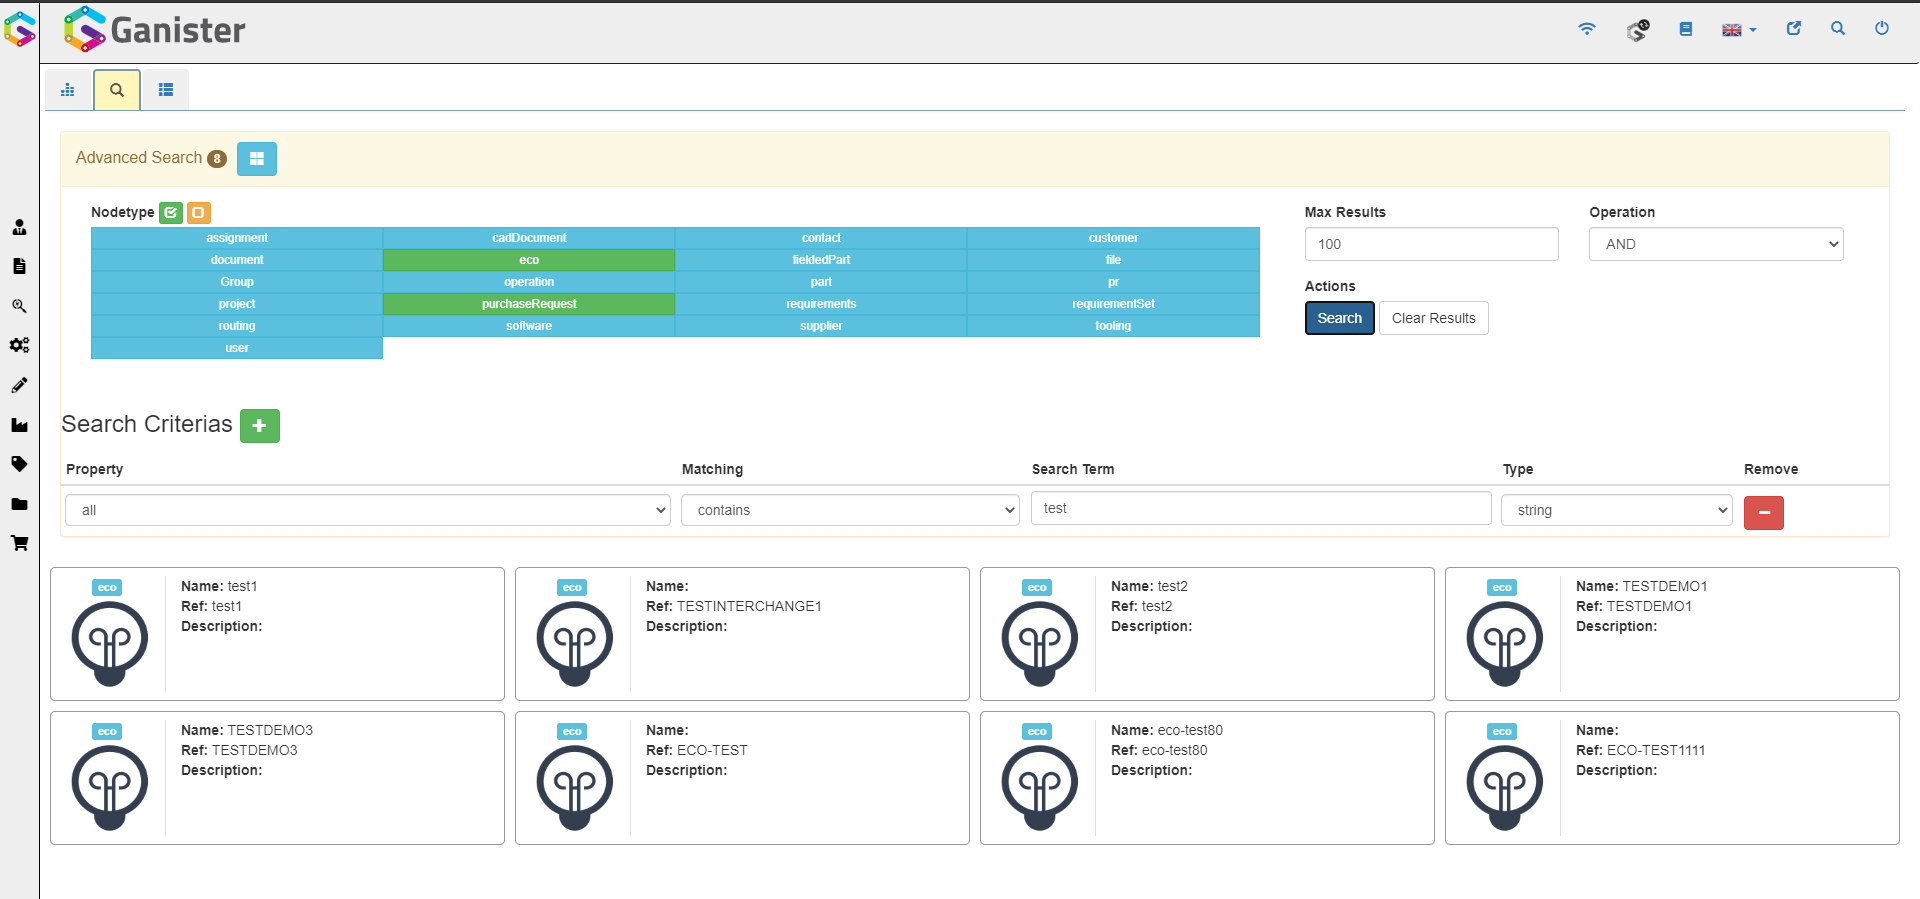 Ganister
Advanced Search 8
Nodetype
assignment cadDocument contact customer
document eco fieldedPart file
Group operation part pr
project purchaseRequest requirements requirementSet
routing software supplier tooling
user
Max Results Operation
100 AND
Actions
Search Clear Results
Search Criterias
Property Matching Search Term Type Remove
all contains test string
eco
Name: test1
Ref: test1
Description:
eco
Name:
Ref: TESTINTERCHANGE1
Description:
eco
Name: test2
Ref: test2
Description:
eco
Name: TESTDEMO1
Ref: TESTDEMO1
Description:
eco
Name: TESTDEMO3
Ref: TESTDEMO3
Description:
eco
Name:
Ref: ECO-TEST
Description:
eco
Name: eco-test80
Ref: eco-test80
Description:
eco
Name:
Ref: ECO-TEST1111
Description: